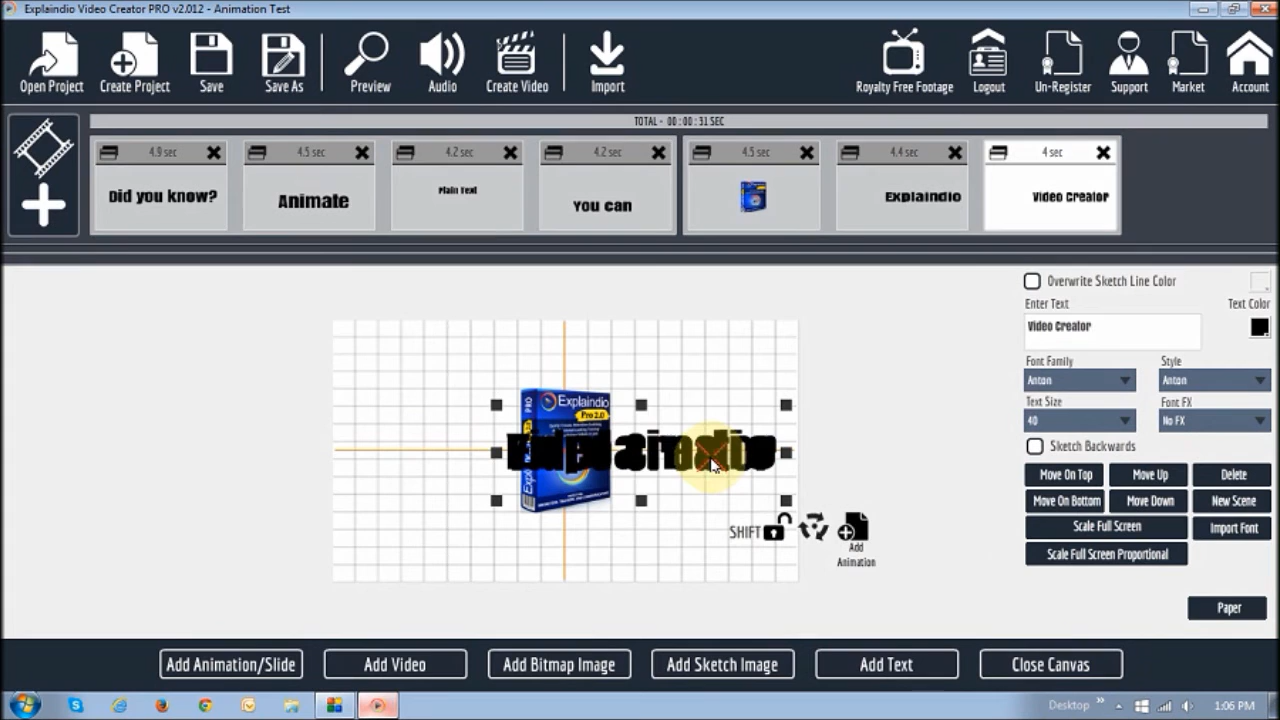 Explaindio Video Creator PRO v2.012 - Animation Test
Open Project
Create Project
Save
Save As
Preview
Audio
Create Video
Import
Royalty Free Footage
Logout
Un-Register
Support
Market
Account
TOTAL - 00 : 00 : 31 SEC
4.9 sec
4.5 sec
4.2 sec
4.2 sec
4.5 sec
4.4 sec
4 sec
Did you know?
Animate
Plain Text
You can
Explaindio
Video Creator
Overwrite Sketch Line Color
Enter Text
Text Color
Video Creator
Font Family
Style
Anton
Anton
Text Size
Font FX
40
No FX
Sketch Backwards
Move On Top
Move Up
Delete
Move On Bottom
Move Down
New Scene
Scale Full Screen
Import Font
Scale Full Screen Proportional
Paper
PRO
Explaindio
Pro 2.0
SHIFT
Add
Animation
Add Animation/Slide
Add Video
Add Bitmap Image
Add Sketch Image
Add Text
Close Canvas
Desktop
1:06 PM